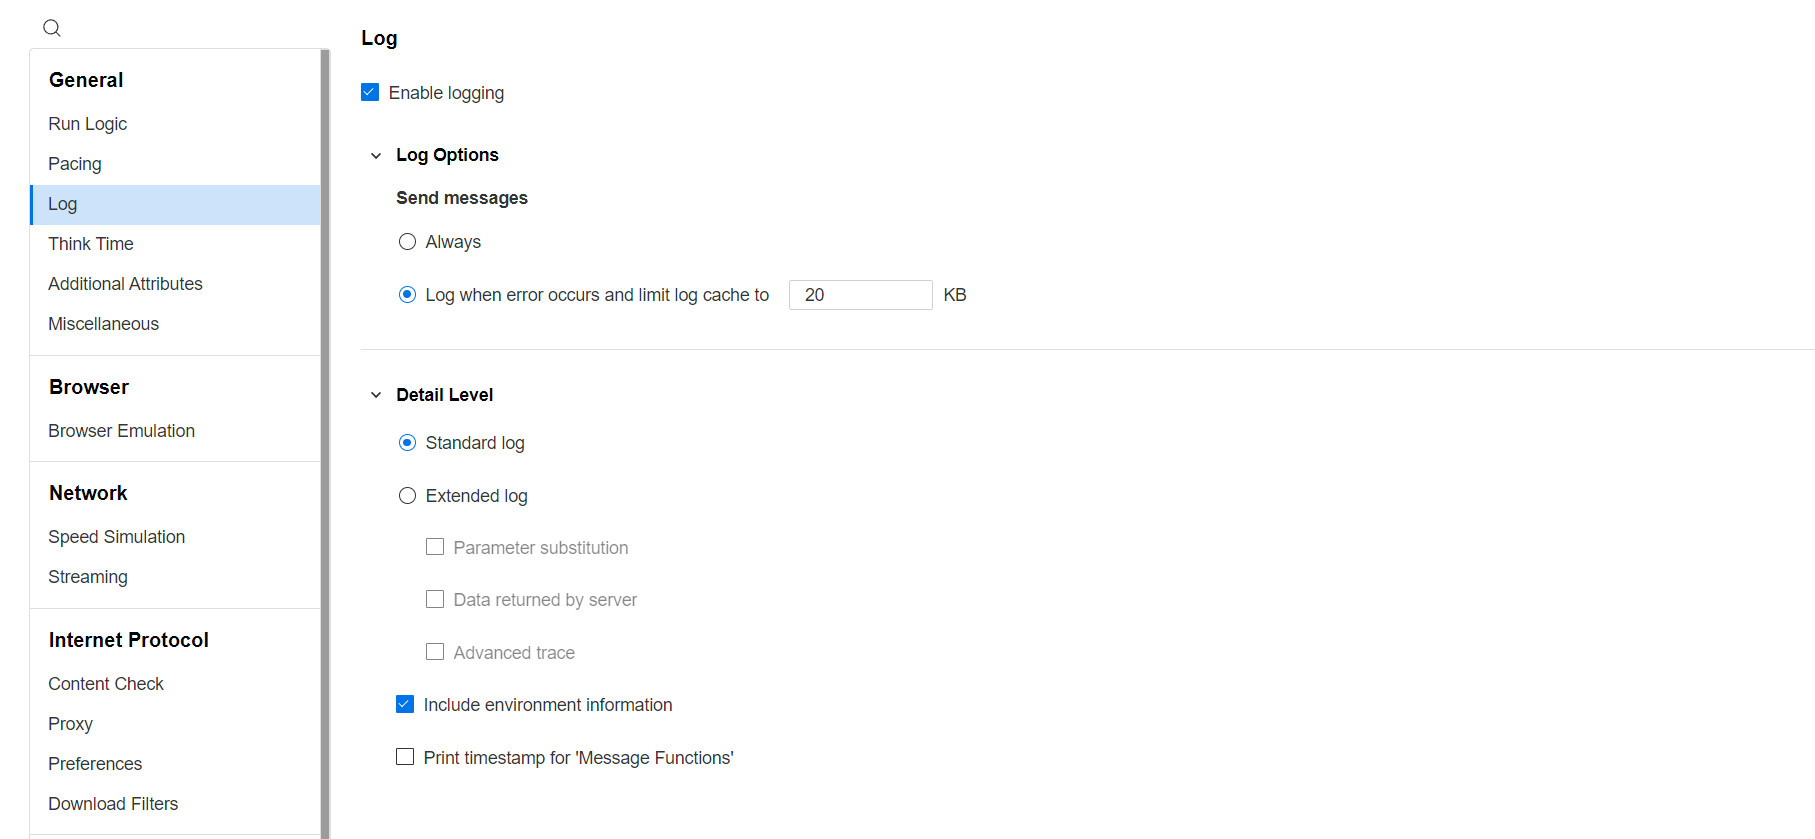 General
Run Logic
Pacing
Log
Think Time
Additional Attributes
Miscellaneous
Browser
Browser Emulation
Network
Speed Simulation
Streaming
Internet Protocol
Content Check
Proxy
Preferences
Download Filters
Log
Enable logging
Log Options
Send messages
Always
Log when error occurs and limit log cache to 20 KB
Detail Level
Standard log
Extended log
Parameter substitution
Data returned by server
Advanced trace
Include environment information
Print timestamp for 'Message Functions'